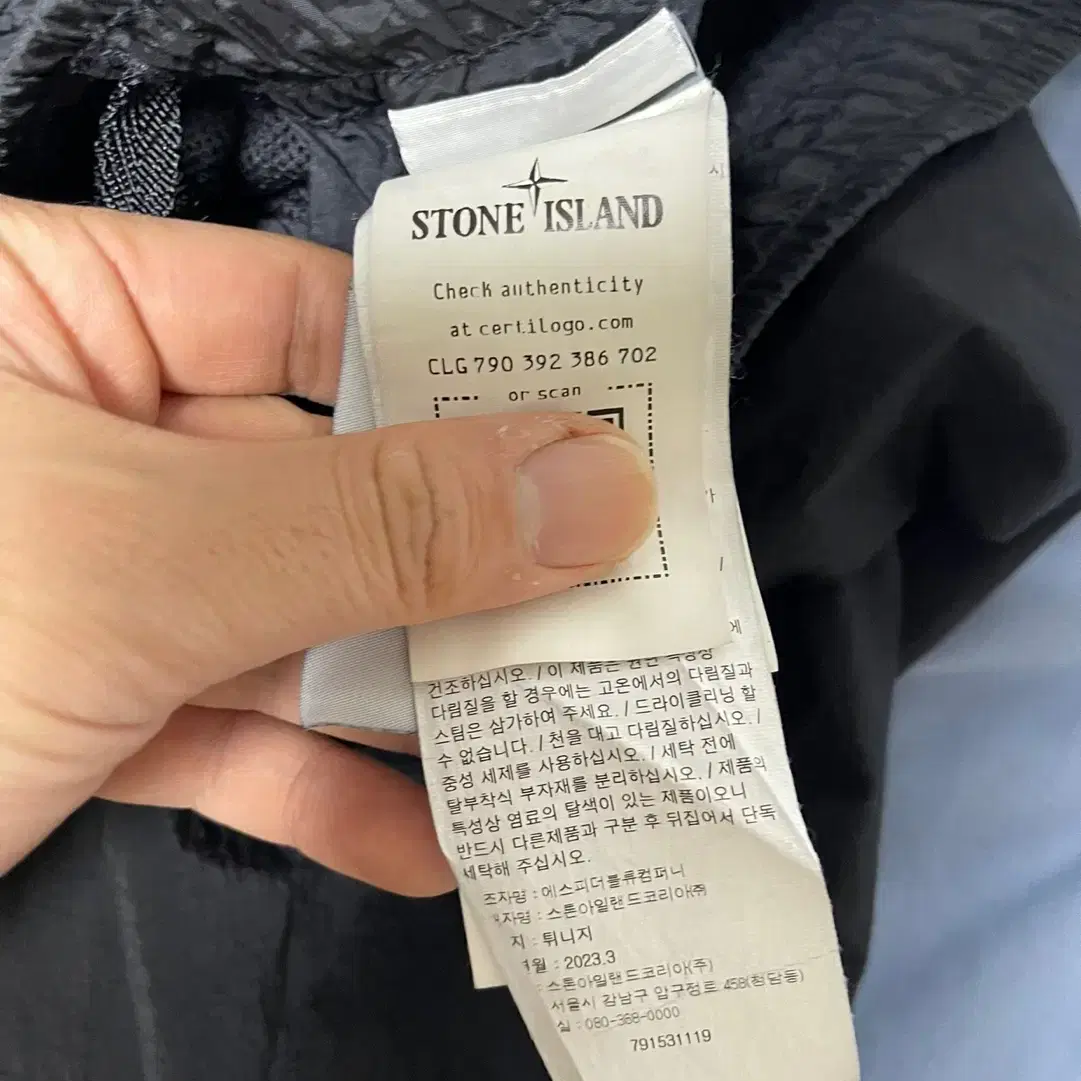 STONE ISLAND
Check authenticity
at certilogo.com
CLG 790 392 386 702
or scan
에
건조하십시오. / 이 제품은 원단 특성상
다림질을 할 경우에는 고온에서의 다림질과
스팀은 삼가하여 주세요. / 드라이클리닝 할
수 없습니다. / 천을 대고 다림질하십시오. /
중성 세제를 사용하십시오. / 세탁 전에
탈부착식 부자재를 분리하십시오. / 제품의
특성상 염료의 탈색이 있는 제품이오니
반드시 다른제품과 구분 후 뒤집어서 단독
세탁해 주십시오.
조자명 : 에스피더블류컴퍼니
자명 : 스톤아일랜드코리아(주)
지 : 튀니지
월 : 2023.3
: 스톤아일랜드코리아(주)
서울시 강남구 압구정로 458(청담동)
실 : 080-368-0000
791531119